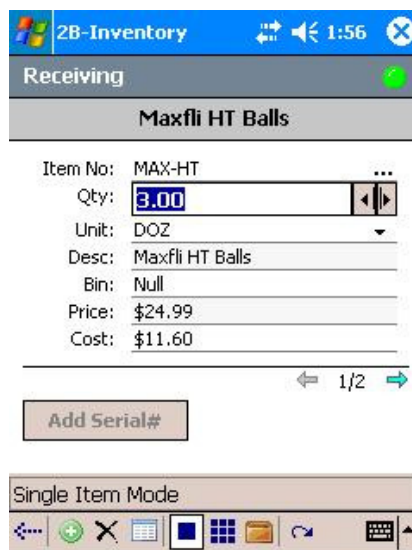 2B-Inventory 1:56
Receiving
Maxfli HT Balls
Item No: MAX-HT ...
Qty: 3.00
Unit: DOZ
Desc: Maxfli HT Balls
Bin: Null
Price: $24.99
Cost: $11.60
1/2
Add Serial#
Single Item Mode